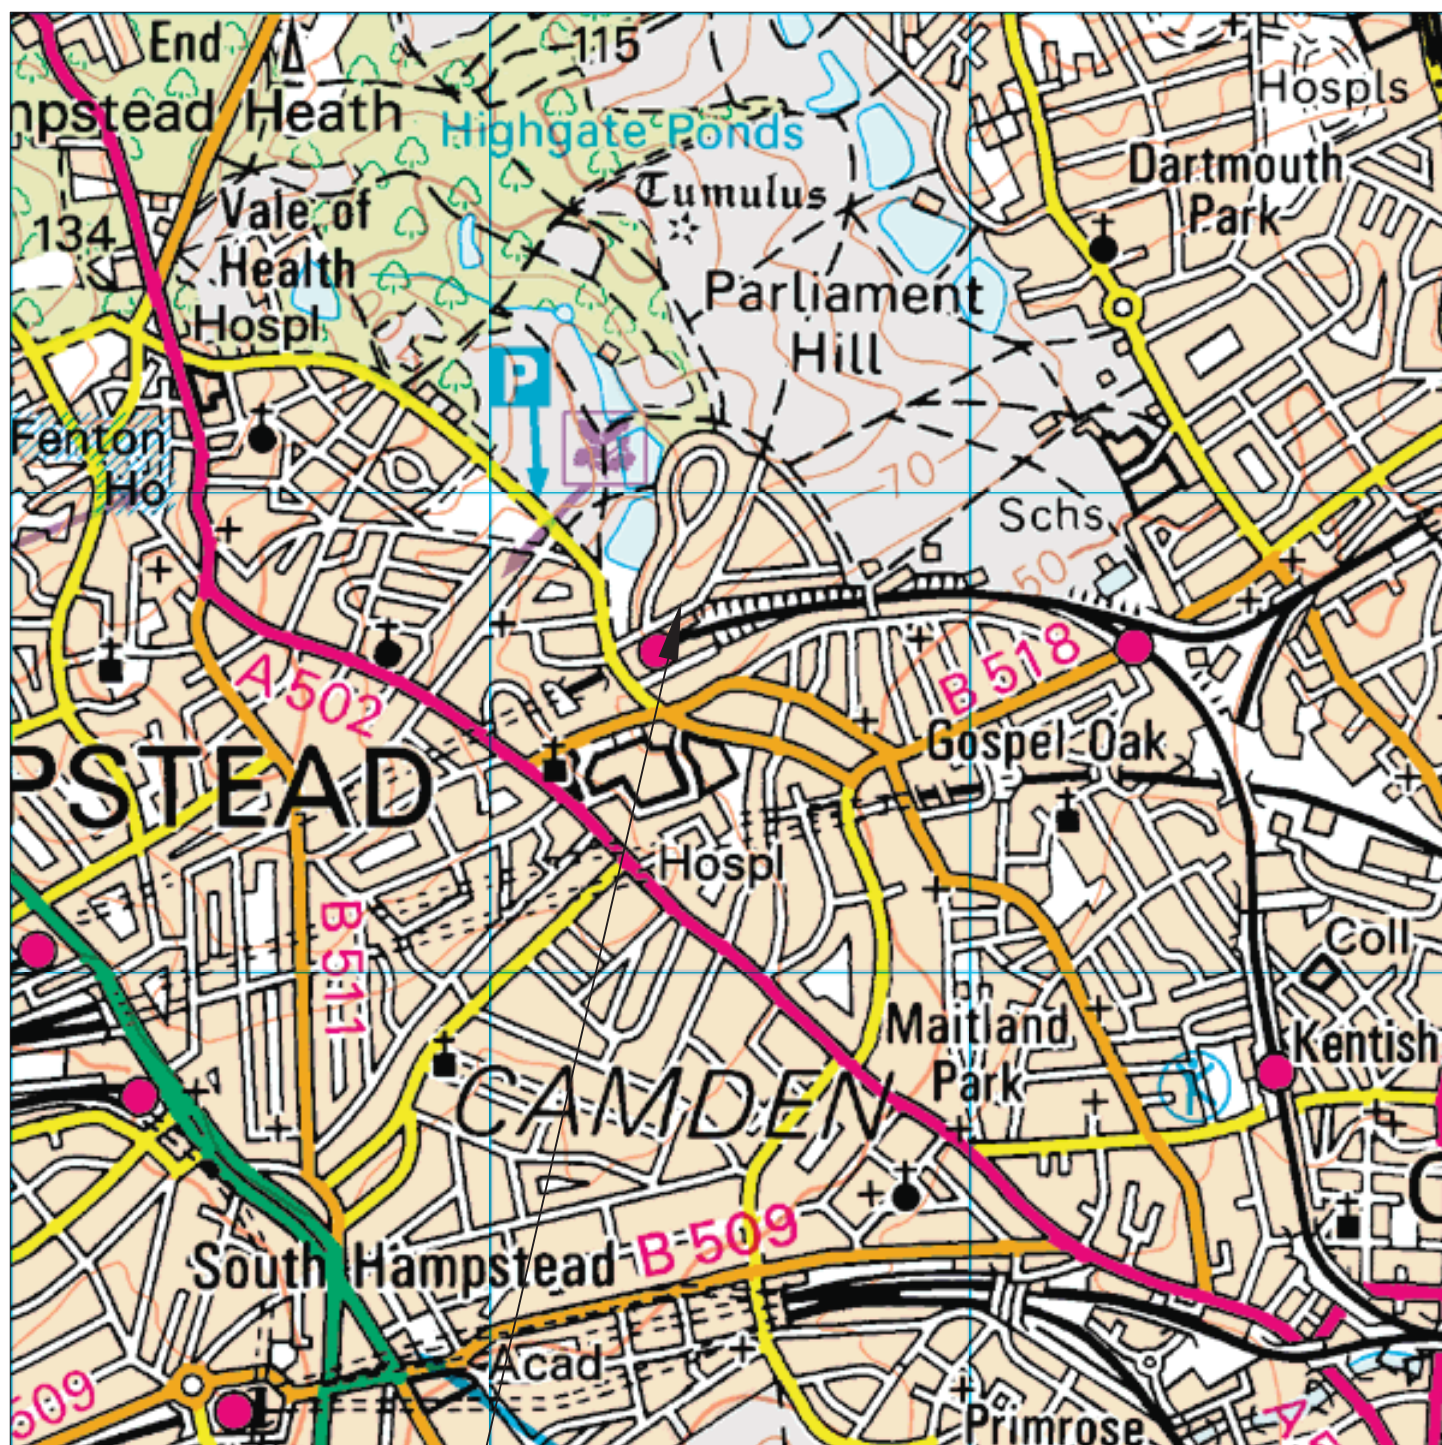 End
115
mpstead Heath
Highgate Ponds
Hospls
Dartmouth
Park
Tumulus
134
Vale of
Health
Hospl
Parliament
Hill
P
Fenton
Ho
70
Schs
50
A 502
B 518
Gospel Oak
PSTEAD
Hospl
B 511
Coll
Maitland
Park
Kentish
CAMDEN
South Hampstead
B 509
Acad
509
Primrose